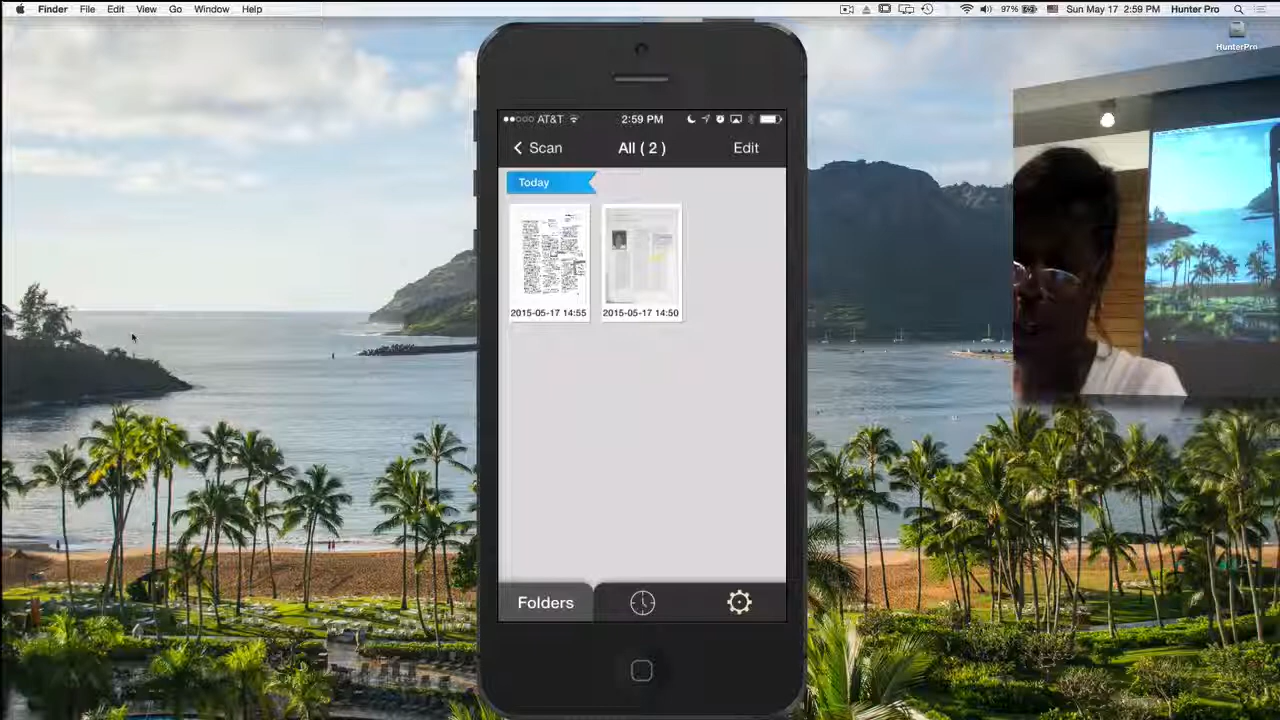 Finder File Edit View Go Window Help
97% Sun May 17 2:59 PM Hunter Pro
HunterPro
AT&T 2:59 PM
Scan All ( 2 ) Edit
Today
2015-05-17 14:55 2015-05-17 14:50
Folders